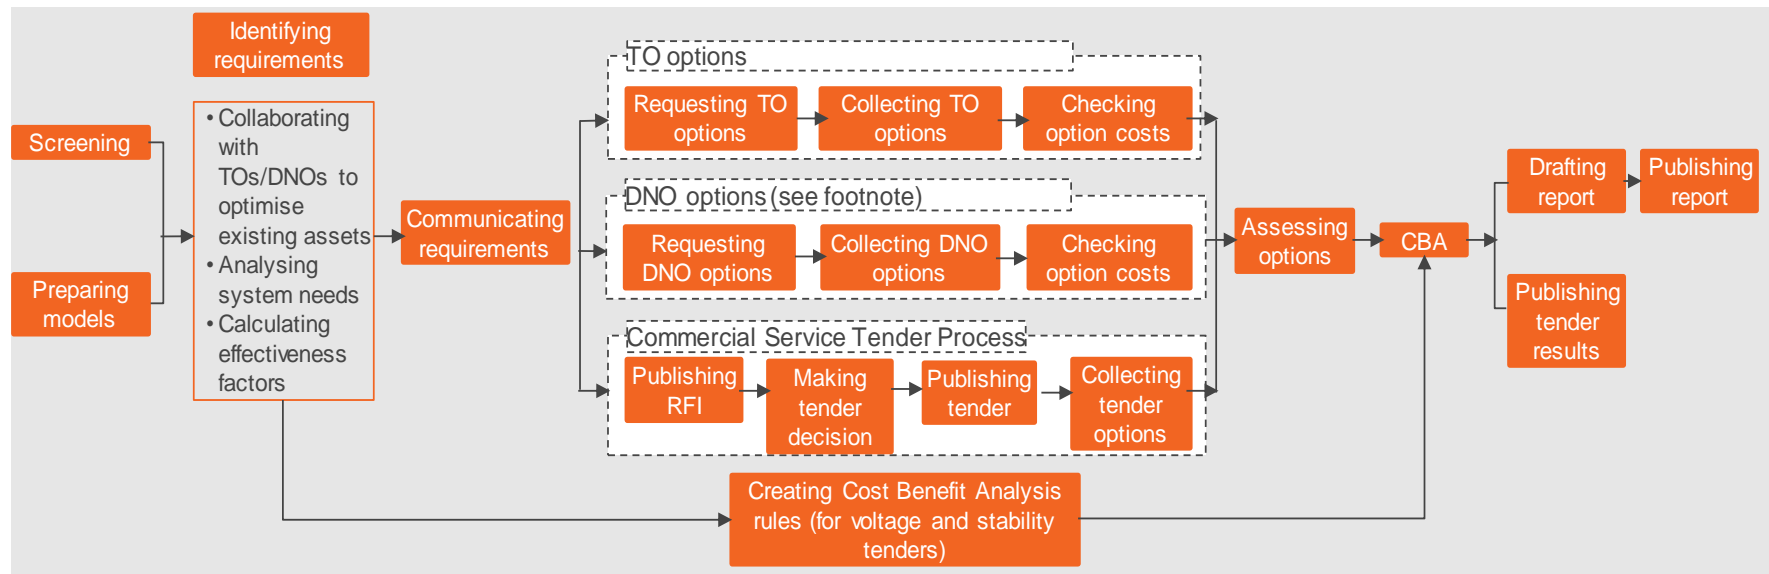 Identifying
requirements
Screening
Preparing
models
• Collaborating
with
TOs/DNOs to
optimise
existing assets
• Analysing
system needs
• Calculating
effectiveness
factors
Communicating
requirements
TO options
Requesting TO
options
Collecting TO
options
Checking
option costs
DNO options (see footnote)
Requesting
DNO options
Collecting DNO
options
Checking
option costs
Commercial Service Tender Process
Publishing
RFI
Making
tender
decision
Publishing
tender
Collecting
tender
options
Creating Cost Benefit Analysis
rules (for voltage and stability
tenders)
Assessing
options
CBA
Drafting
report
Publishing
report
Publishing
tender
results